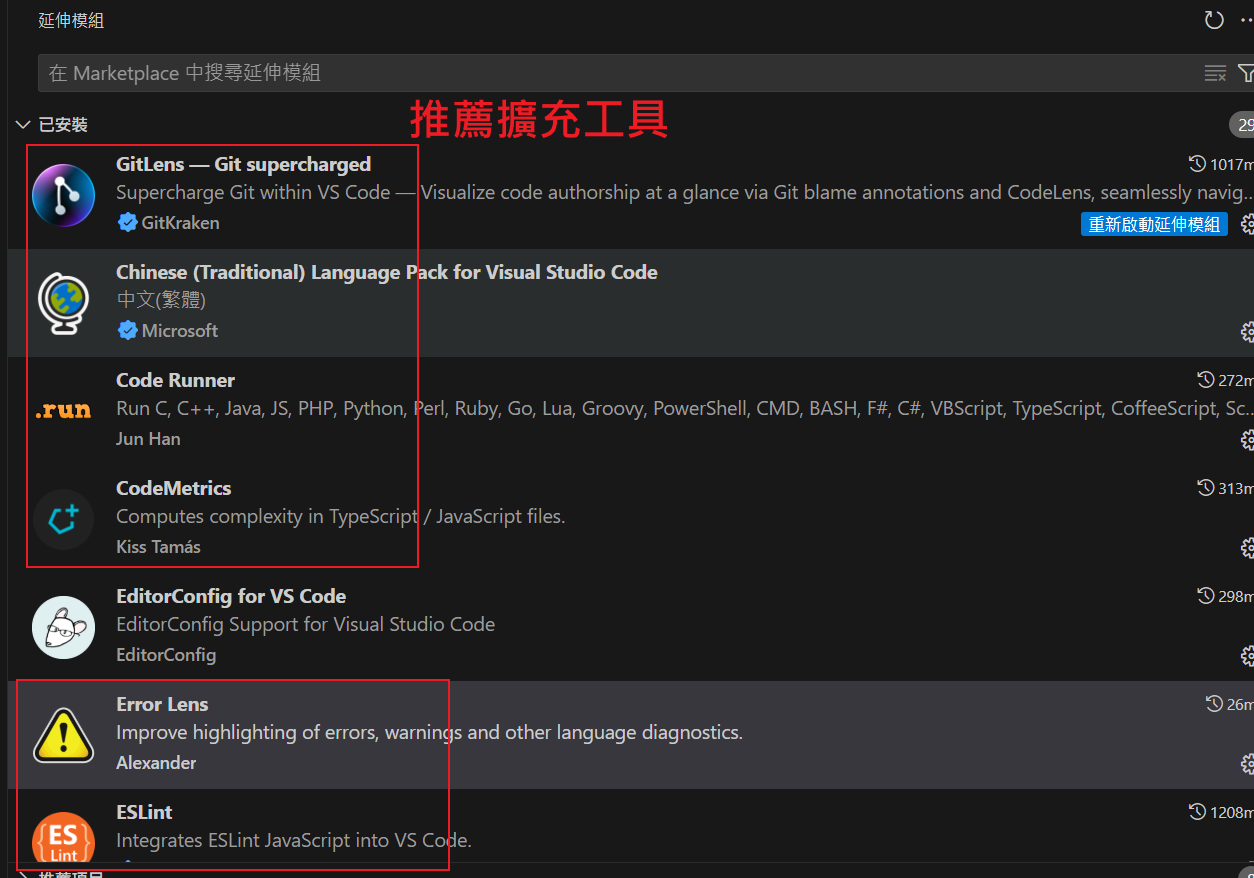 延伸模組
在 Marketplace 中搜尋延伸模組
推薦擴充工具
已安裝
29
GitLens — Git supercharged
1017m
Supercharge Git within VS Code — Visualize code authorship at a glance via Git blame annotations and CodeLens, seamlessly navig...
GitKraken
重新啟動延伸模組
Chinese (Traditional) Language Pack for Visual Studio Code
中文(繁體)
Microsoft
Code Runner
272m
.run
Run C, C++, Java, JS, PHP, Python, Perl, Ruby, Go, Lua, Groovy, PowerShell, CMD, BASH, F#, C#, VBScript, TypeScript, CoffeeScript, Sc...
Jun Han
CodeMetrics
313m
Computes complexity in TypeScript / JavaScript files.
Kiss Tamás
EditorConfig for VS Code
298m
EditorConfig Support for Visual Studio Code
EditorConfig
Error Lens
26m
Improve highlighting of errors, warnings and other language diagnostics.
Alexander
ESLint
1208m
ES
Lint
Integrates ESLint JavaScript into VS Code.
推薦項目